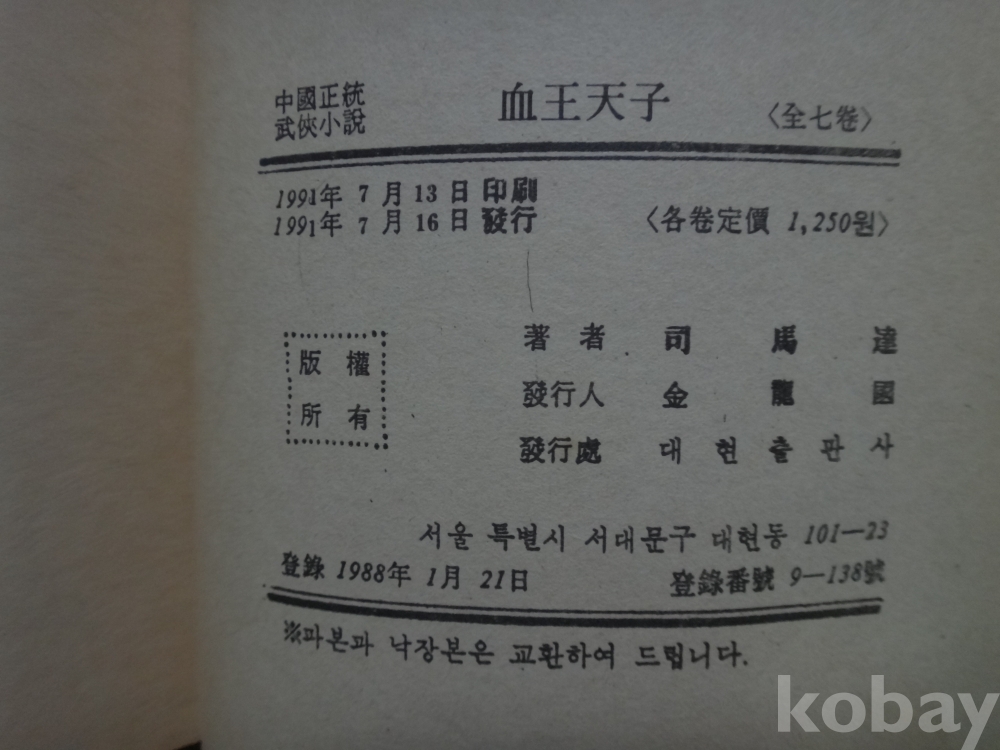 中國正統
武俠小說
血王天子
〈全七卷〉
1991年 7月 13日 印刷
1991年 7月 16日 發行
〈各卷定價 1,250원〉
版權
所有
著者 司馬達
發行人 金龍國
發行處 대현출판사
서울 특별시 서대문구 대현동 101—23
登錄 1988年 1月 21日 登錄番號 9—138號
※파본과 낙장본은 교환하여 드립니다.
kobay